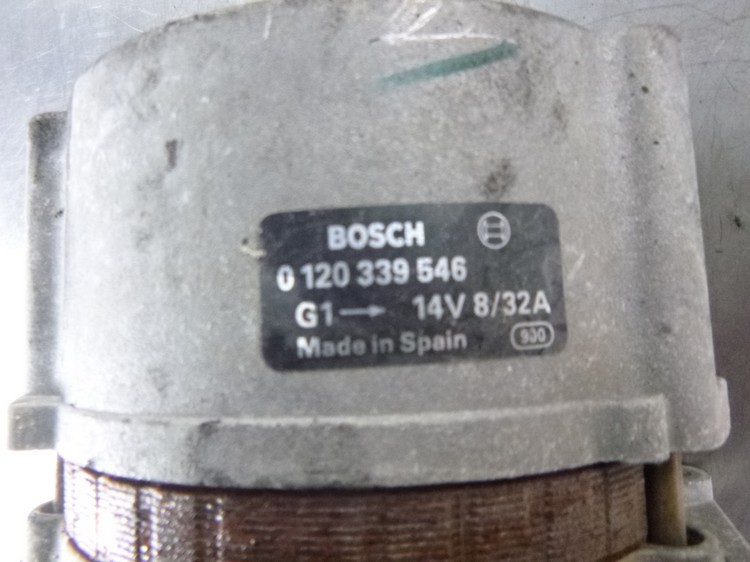 BOSCH
0 120 339 546
G1→ 14V 8/32A
Made in Spain 900